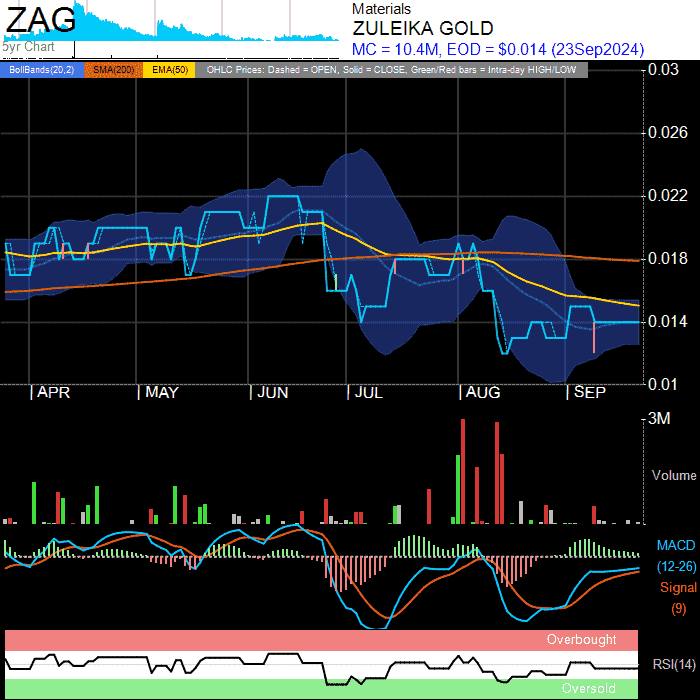 ZAG
5yr Chart
Materials
ZULEIKA GOLD
MC = 10.4M, EOD = $0.014 (23Sep2024)
BollBands(20,2) SMA(200) EMA(50) OHLC Prices: Dashed = OPEN, Solid = CLOSE, Green/Red bars = Intra-day HIGH/LOW
0.03
0.026
0.022
0.018
0.014
0.01
APR MAY JUN JUL AUG SEP
3M
Volume
MACD
(12-26)
Signal
(9)
Overbought
RSI(14)
Oversold